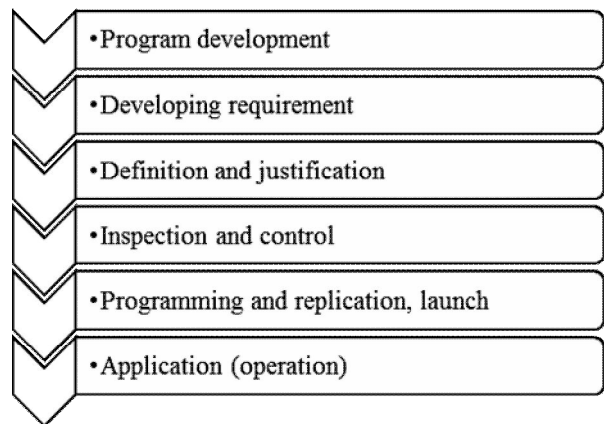 •Program development
•Developing requirement
•Definition and justification
•Inspection and control
•Programming and replication, launch
•Application (operation)